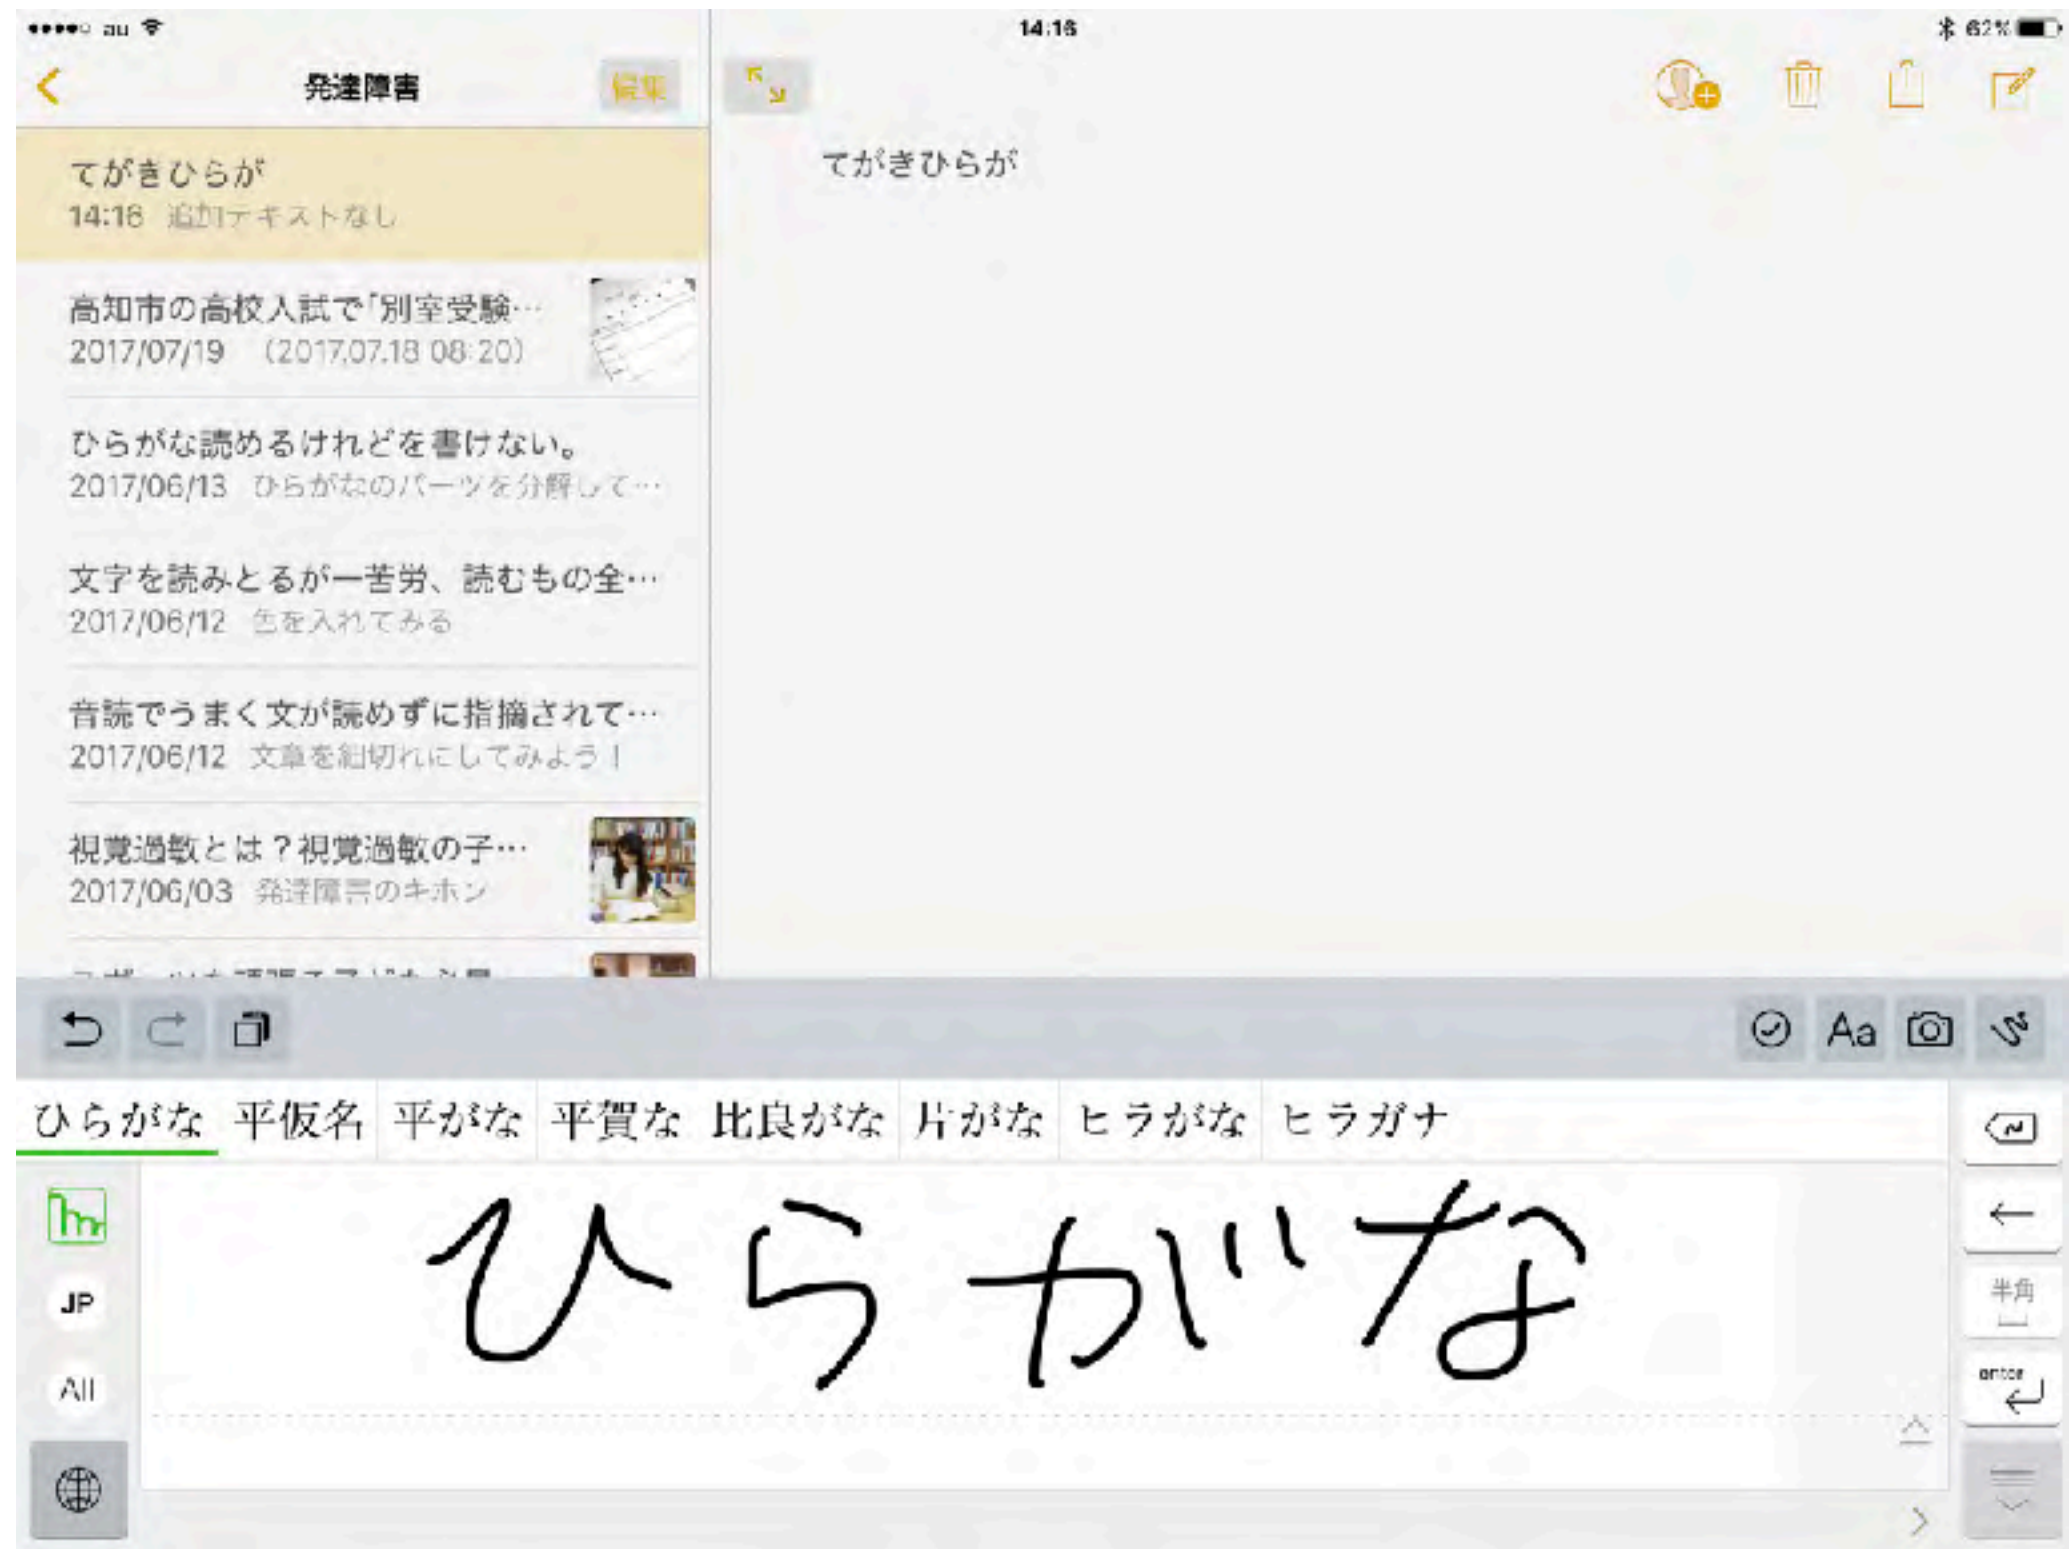 au
14:16
62%
発達障害
編集
てがきひらが
14:16 追加テキストなし
高知市の高校入試で「別室受験…
2017/07/19 （2017.07.18 08:20）
ひらがな読めるけれどを書けない。
2017/06/13 ひらがなのパーツを分解して…
文字を読みとるが一苦労、読むもの全…
2017/06/12 色を入れてみる
音読でうまく文が読めずに指摘されて…
2017/06/12 文章を細切れにしてみよう！
視覚過敏とは？視覚過敏の子…
2017/06/03 発達障害のキホン
てがきひらが
Aa
ひらがな 平仮名 平がな 平賀な 比良がな 片がな ヒラがな ヒラガナ
ひらがな
JP
All
半角
enter